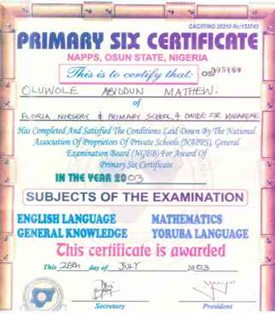 PRIMARY SIX CERTIFICATE
NAPPS, OSUN STATE, NIGERIA
This is to certify that:
OLUWOLE ABIODUN MATHEW.
of
NURSERY & PRIMARY SCHOOL,
Has Completed And Satisfied The Conditions Laid-Down By The National
Association Of Proprietors Of Private Schools (NAPPS), General
Examination Board (NGEB) For Award Of
Primary Six Certificate
IN THE YEAR 2003
SUBJECTS OF THE EXAMINATION
ENGLISH LANGUAGE MATHEMATICS
GENERAL KNOWLEDGE YORUBA LANGUAGE
This certificate is awarded
This 25th day of JULY 2003
Secretary President